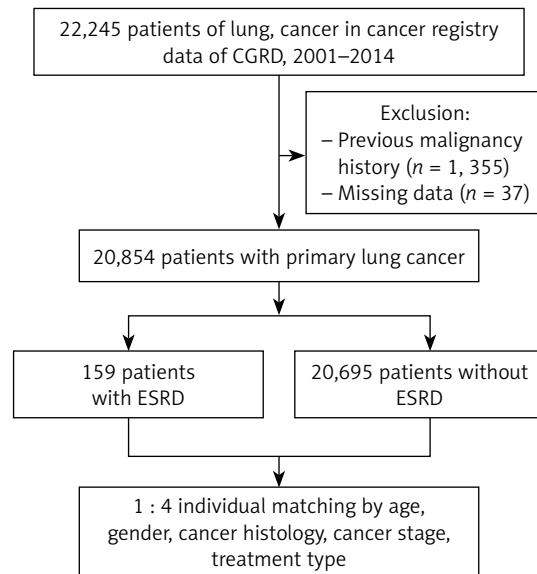 22,245 patients of lung, cancer in cancer registry
data of CGRD, 2001–2014
Exclusion:
– Previous malignancy
history (n = 1, 355)
– Missing data (n = 37)
20,854 patients with primary lung cancer
159 patients
with ESRD
20,695 patients without
ESRD
1 : 4 individual matching by age,
gender, cancer histology, cancer stage,
treatment type